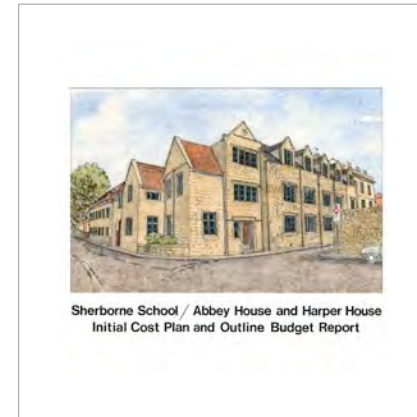 Sherborne School / Abbey House and Harper House
Initial Cost Plan and Outline Budget Report